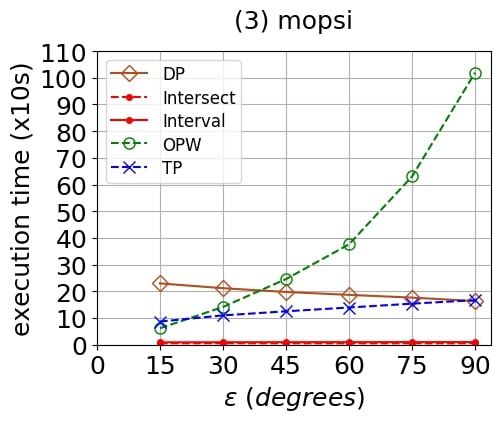 (3) mopsi
execution time (x10s)
110
100
90
80
70
60
50
40
30
20
10
0
DP
Intersect
Interval
OPW
TP
0 15 30 45 60 75 90
ε (degrees)